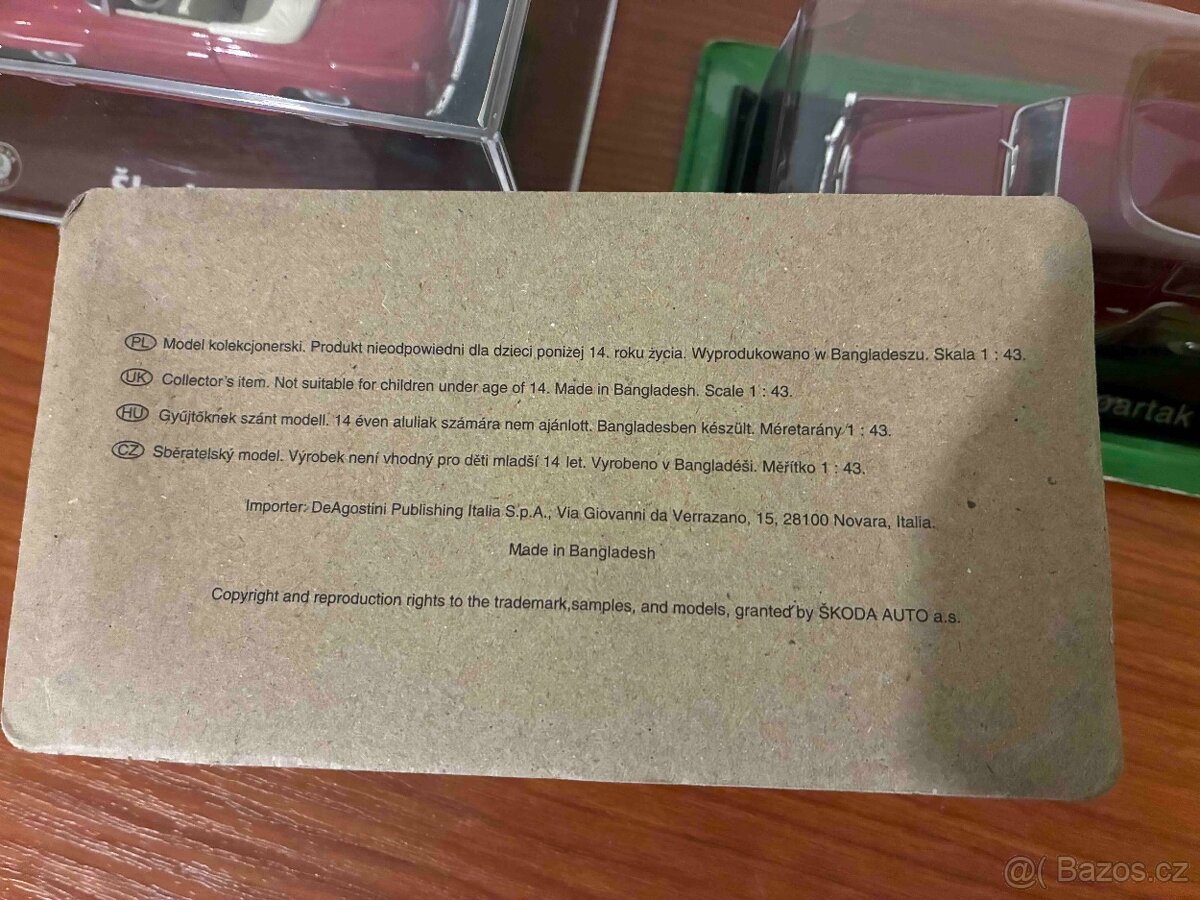 PL Model kolekcjonerski. Produkt nieodpowiedni dla dzieci poniżej 14. roku życia. Wyprodukowano w Bangladeszu. Skala 1 : 43.
UK Collector's item. Not suitable for children under age of 14. Made in Bangladesh. Scale 1 : 43.
HU Gyűjtőknek szánt modell. 14 éven aluliak számára nem ajánlott. Bangladesben készült. Méretarány 1 : 43.
CZ Sběratelský model. Výrobek není vhodný pro děti mladší 14 let. Vyrobeno v Bangladéši. Měřítko 1 : 43.
Importer: DeAgostini Publishing Italia S.p.A., Via Giovanni da Verrazano, 15, 28100 Novara, Italia.
Made in Bangladesh
Copyright and reproduction rights to the trademark,samples, and models, granted by ŠKODA AUTO a.s.
@( Bazos.cz